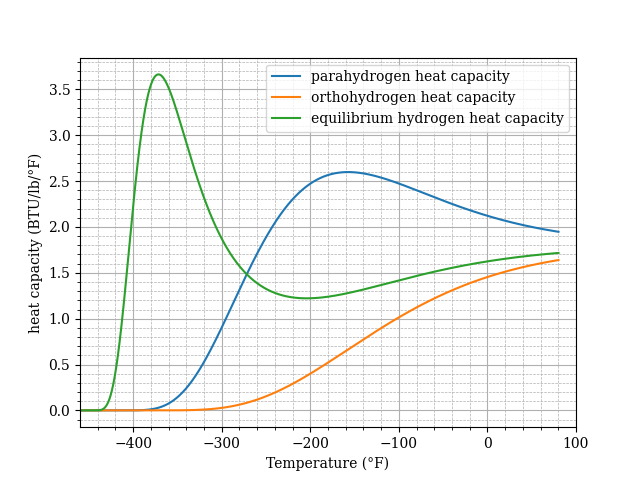 parahydrogen heat capacity
orthohydrogen heat capacity
equilibrium hydrogen heat capacity
heat capacity (BTU/lb/°F)
3.5
3.0
2.5
2.0
1.5
1.0
0.5
0.0
−400 −300 −200 −100 0 100
Temperature (°F)